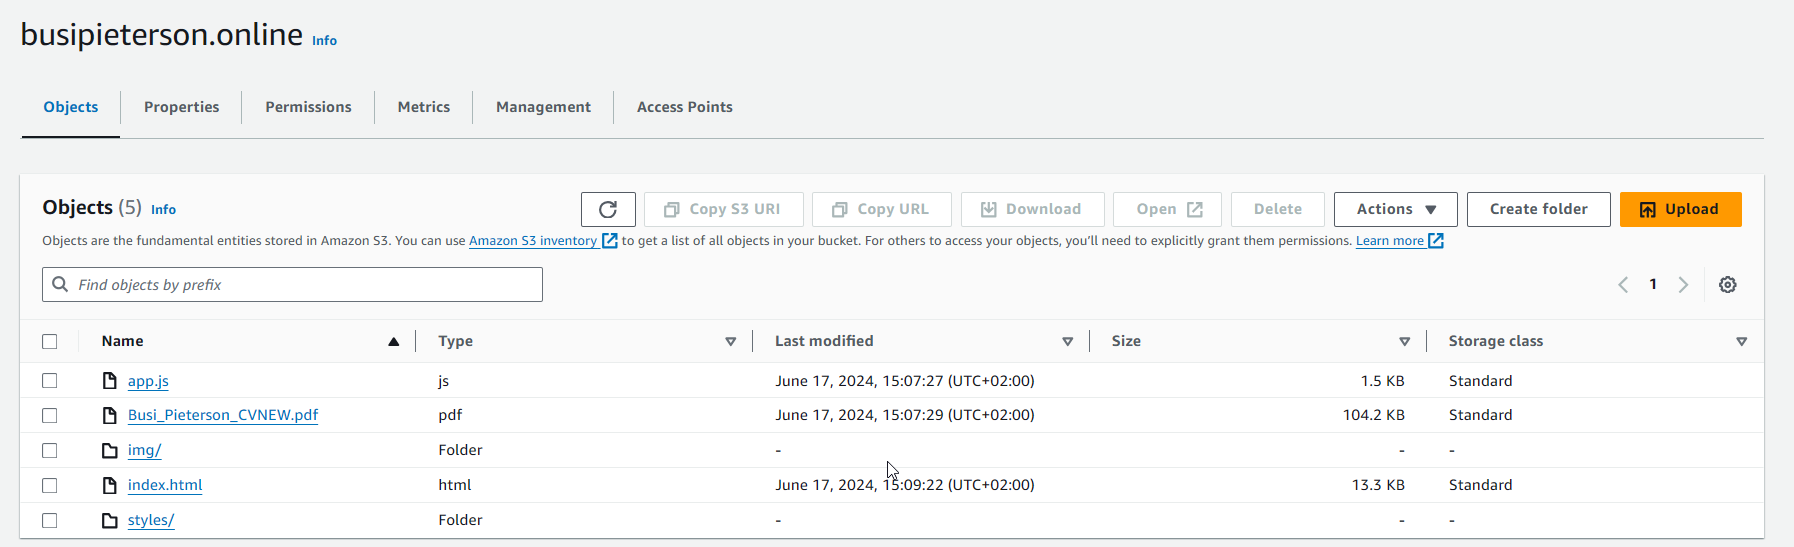 busipieterson.online Info
Objects Properties Permissions Metrics Management Access Points
Objects (5) Info Copy S3 URI Copy URL Download Open Delete Actions Create folder Upload
Objects are the fundamental entities stored in Amazon S3. You can use Amazon S3 inventory to get a list of all objects in your bucket. For others to access your objects, you'll need to explicitly grant them permissions. Learn more
Find objects by prefix 1
Name Type Last modified Size Storage class
app.js js June 17, 2024, 15:07:27 (UTC+02:00) 1.5 KB Standard
Busi_Pieterson_CVNEW.pdf pdf June 17, 2024, 15:07:29 (UTC+02:00) 104.2 KB Standard
img/ Folder - - -
index.html html June 17, 2024, 15:09:22 (UTC+02:00) 13.3 KB Standard
styles/ Folder - - -